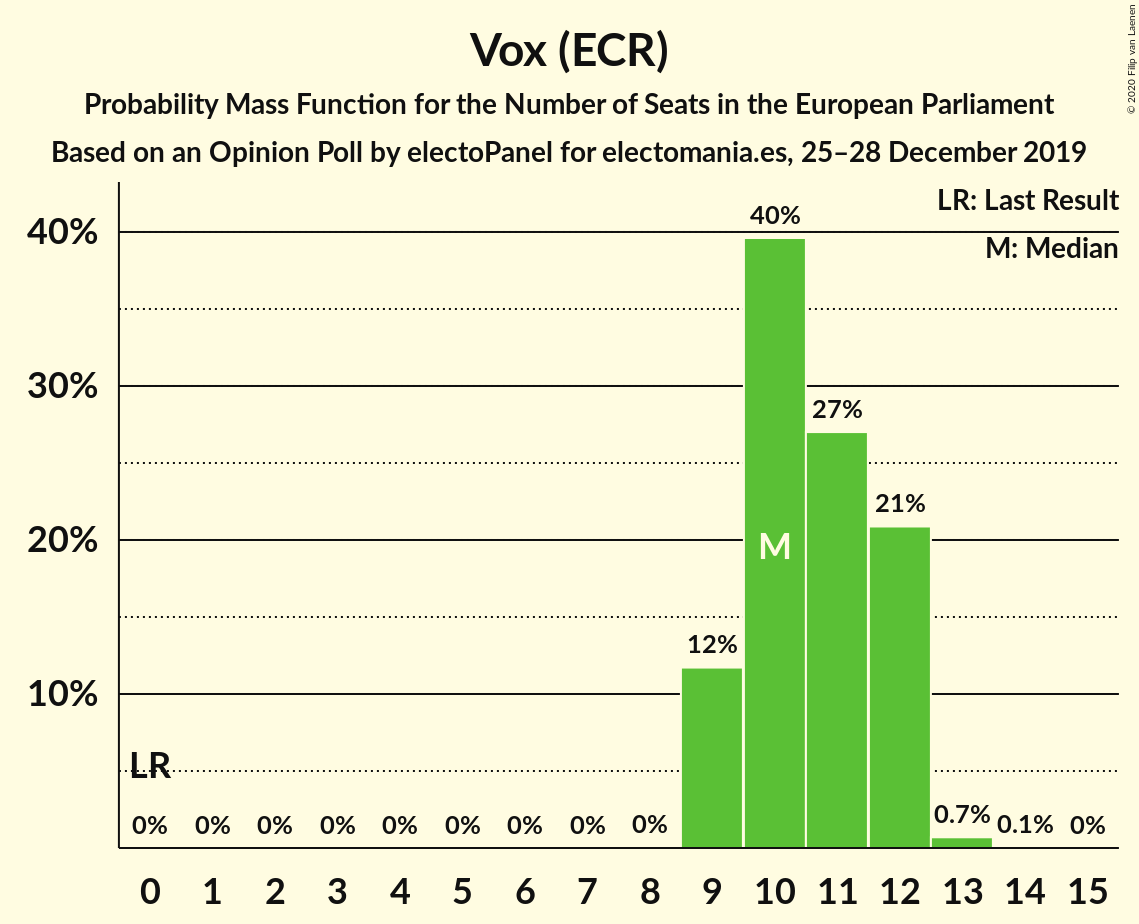 Vox (ECR)
Probability Mass Function for the Number of Seats in the European Parliament
Based on an Opinion Poll by electoPanel for electomania.es, 25–28 December 2019
© 2020 Filip van Laenen
LR: Last Result
M: Median
40%
30%
20%
10%
40%
27%
21%
12%
M
LR
0% 0% 0% 0% 0% 0% 0% 0% 0% 0.7% 0.1% 0%
0 1 2 3 4 5 6 7 8 9 10 11 12 13 14 15